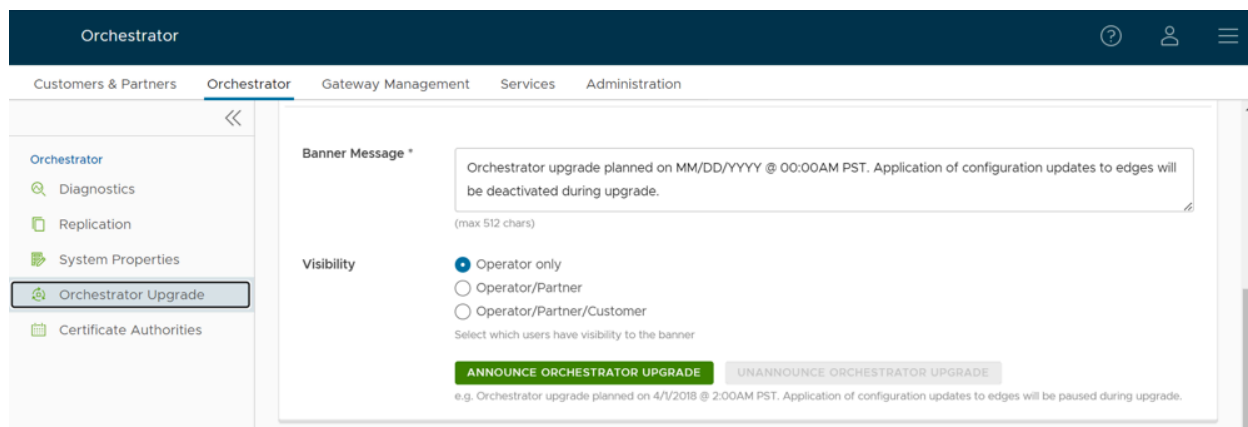 Orchestrator
Customers & Partners Orchestrator Gateway Management Services Administration
Orchestrator
Diagnostics
Replication
System Properties
Orchestrator Upgrade
Certificate Authorities
Banner Message *
Orchestrator upgrade planned on MM/DD/YYYY @ 00:00AM PST. Application of configuration updates to edges will
be deactivated during upgrade.
(max 512 chars)
Visibility
Operator only
Operator/Partner
Operator/Partner/Customer
Select which users have visibility to the banner
ANNOUNCE ORCHESTRATOR UPGRADE UNANNOUNCE ORCHESTRATOR UPGRADE
e.g. Orchestrator upgrade planned on 4/1/2018 @ 2:00AM PST. Application of configuration updates to edges will be paused during upgrade.